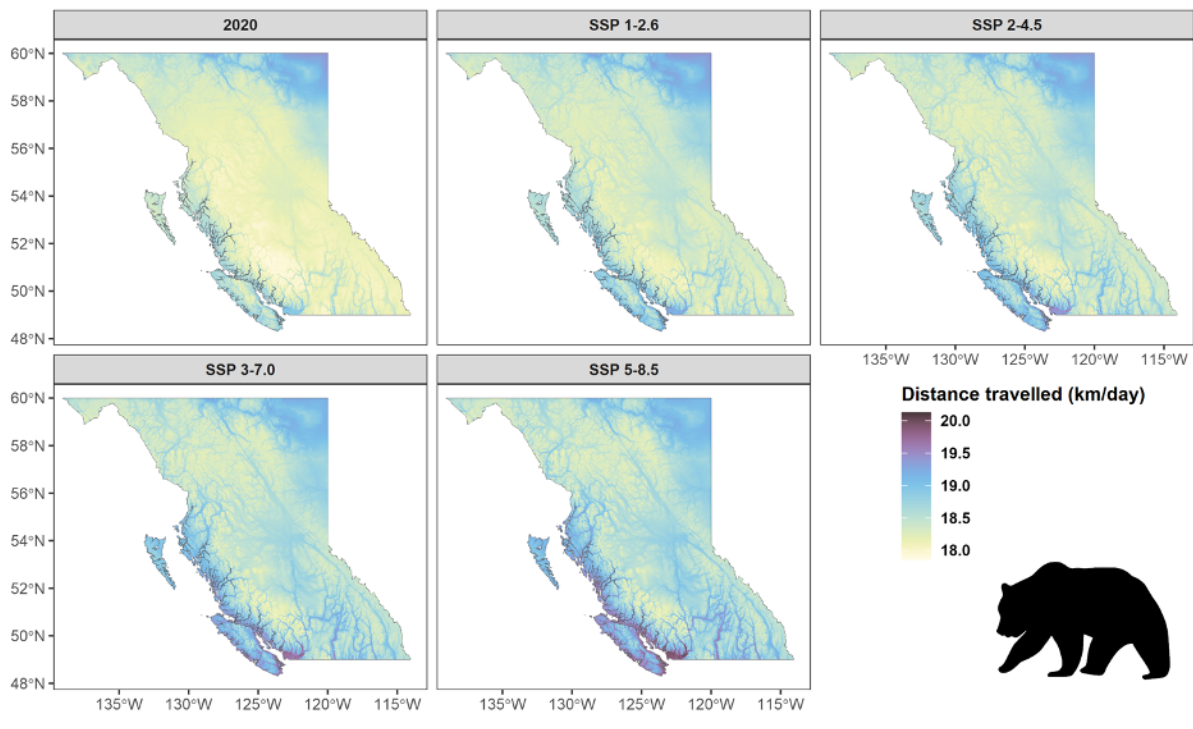 2020
SSP 1-2.6
SSP 2-4.5
60°N
58°N
56°N
54°N
52°N
50°N
48°N
135°W 130°W 125°W 120°W 115°W
SSP 3-7.0
SSP 5-8.5
Distance travelled (km/day)
20.0
19.5
19.0
18.5
18.0
60°N
58°N
56°N
54°N
52°N
50°N
48°N
135°W 130°W 125°W 120°W 115°W
135°W 130°W 125°W 120°W 115°W